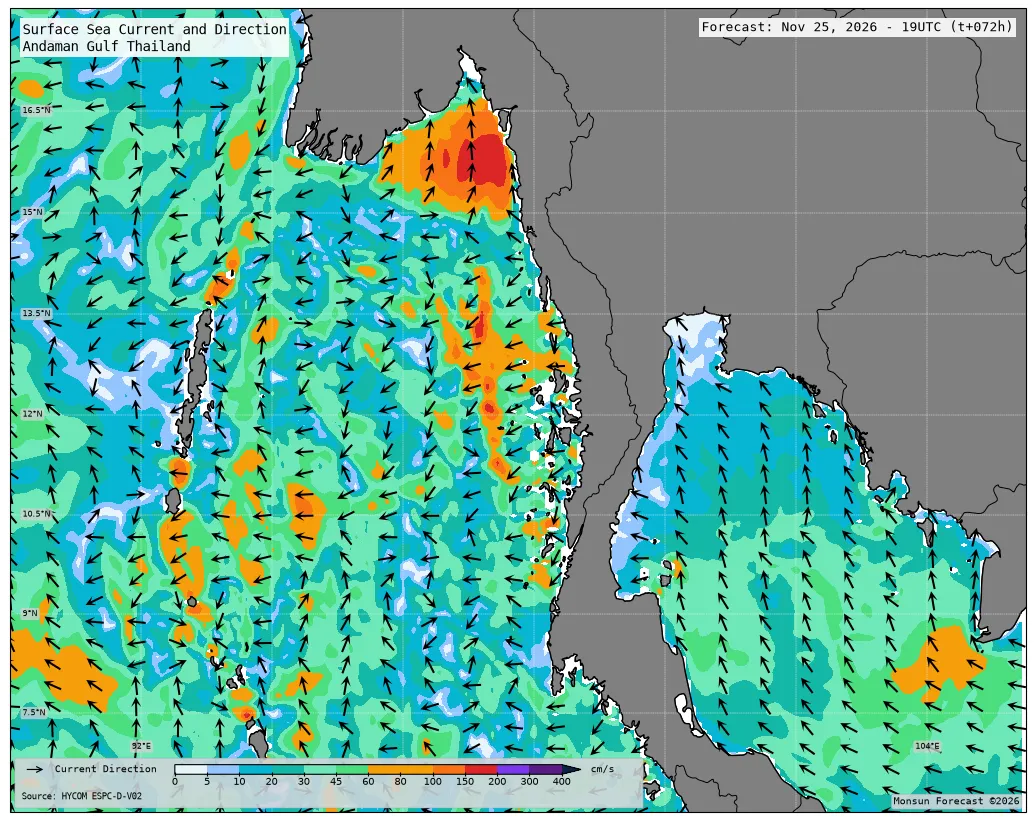 Surface Sea Current and Direction
Andaman Gulf Thailand
Forecast: Nov 25, 2026 - 19UTC (t+072h)
16.5°N
15°N
13.5°N
12°N
10.5°N
9°N
7.5°N
92°E
104°E
Current Direction
cm/s
0 5 10 20 30 45 60 80 100 150 200 300 400
Source: HYCOM ESPC-D-V02
Monsun Forecast ©2026